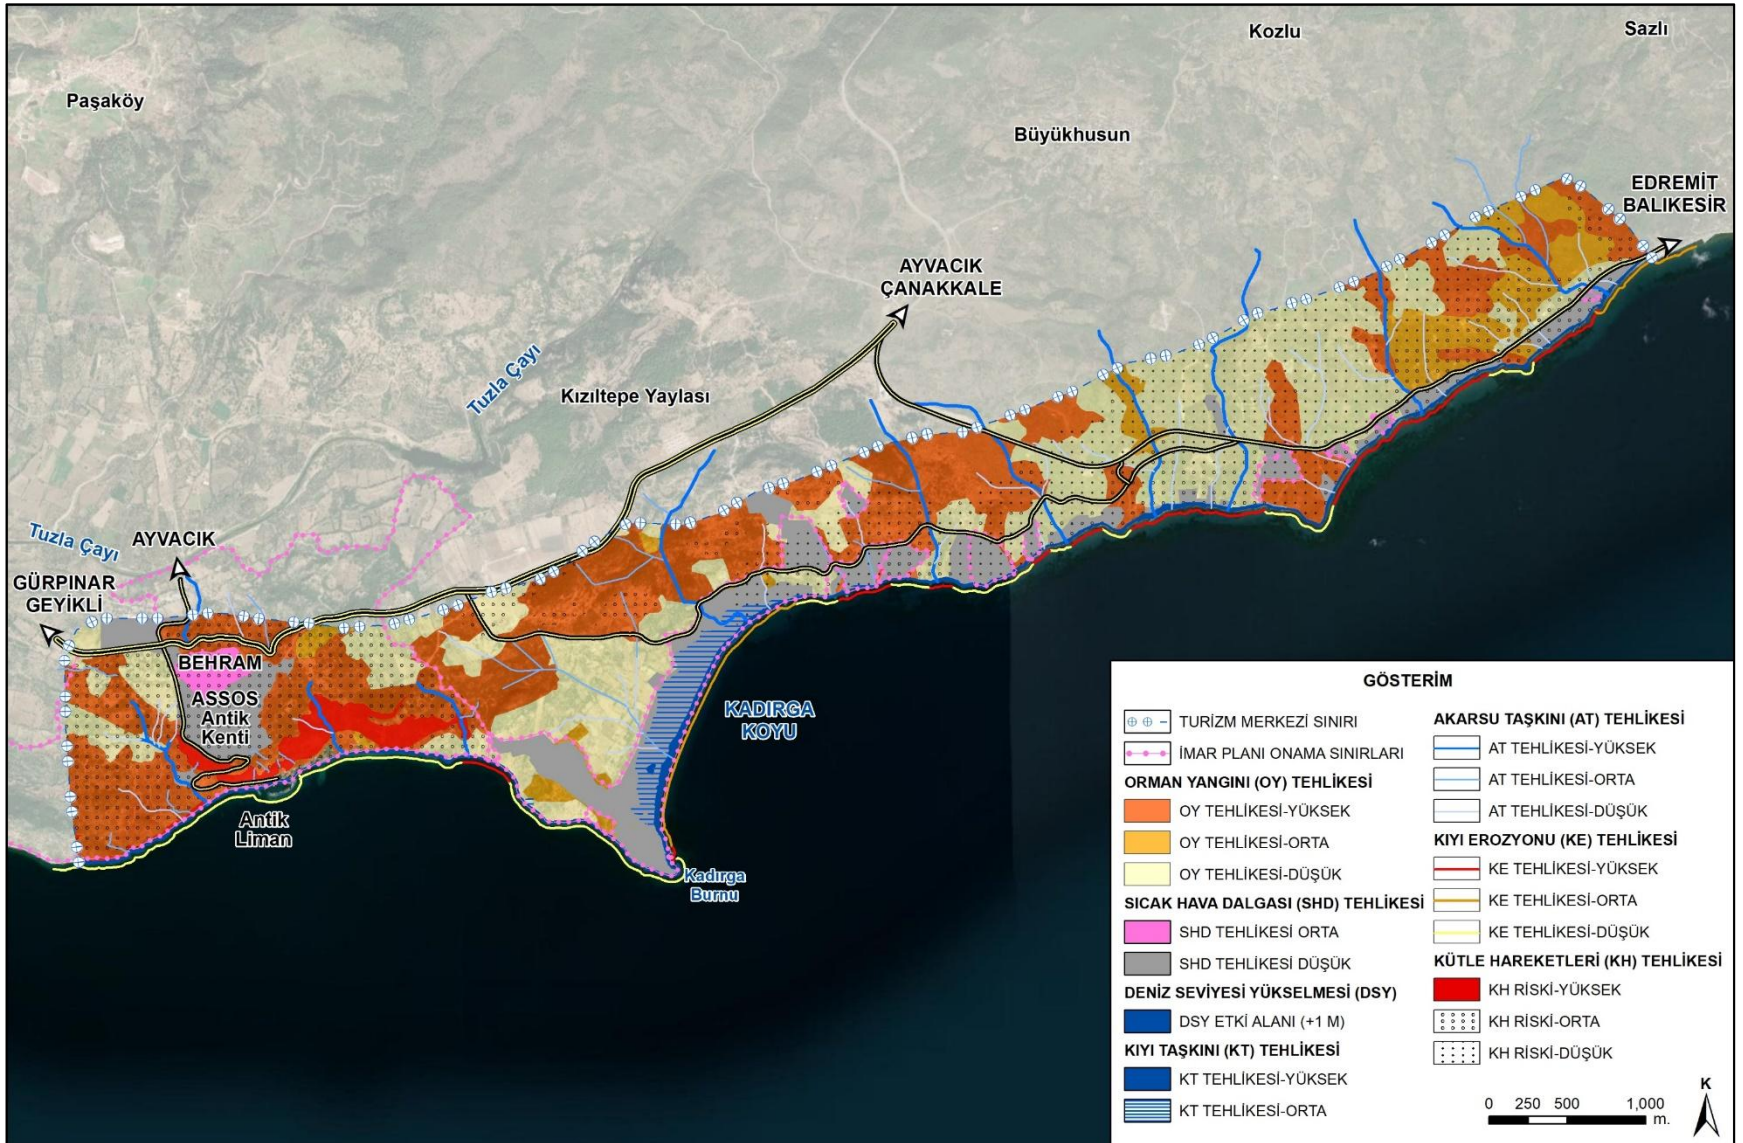 Kozlu
Sazlı
Paşaköy
Büyükhusun
EDREMİT
BALIKESİR
AYVACIK
ÇANAKKALE
Tuzla Çayı
Kızıltepe Yaylası
Tuzla Çayı
AYVACIK
GÜRPINAR
GEYİKLİ
BEHRAM
ASSOS
Antik
Kenti
KADIRGA
KOYU
Antik
Liman
Kadırga
Burnu
GÖSTERİM
TURİZM MERKEZİ SINIRI
İMAR PLANI ONAMA SINIRLARI
ORMAN YANGINI (OY) TEHLİKESİ
OY TEHLİKESİ-YÜKSEK
OY TEHLİKESİ-ORTA
OY TEHLİKESİ-DÜŞÜK
SICAK HAVA DALGASI (SHD) TEHLİKESİ
SHD TEHLİKESİ ORTA
SHD TEHLİKESİ DÜŞÜK
DENİZ SEVİYESİ YÜKSELMESİ (DSY)
DSY ETKİ ALANI (+1 M)
KIYI TAŞKINI (KT) TEHLİKESİ
KT TEHLİKESİ-YÜKSEK
KT TEHLİKESİ-ORTA
AKARSU TAŞKINI (AT) TEHLİKESİ
AT TEHLİKESİ-YÜKSEK
AT TEHLİKESİ-ORTA
AT TEHLİKESİ-DÜŞÜK
KIYI EROZYONU (KE) TEHLİKESİ
KE TEHLİKESİ-YÜKSEK
KE TEHLİKESİ-ORTA
KE TEHLİKESİ-DÜŞÜK
KÜTLE HAREKETLERİ (KH) TEHLİKESİ
KH RİSKİ-YÜKSEK
KH RİSKİ-ORTA
KH RİSKİ-DÜŞÜK
K
0 250 500 1,000
m.